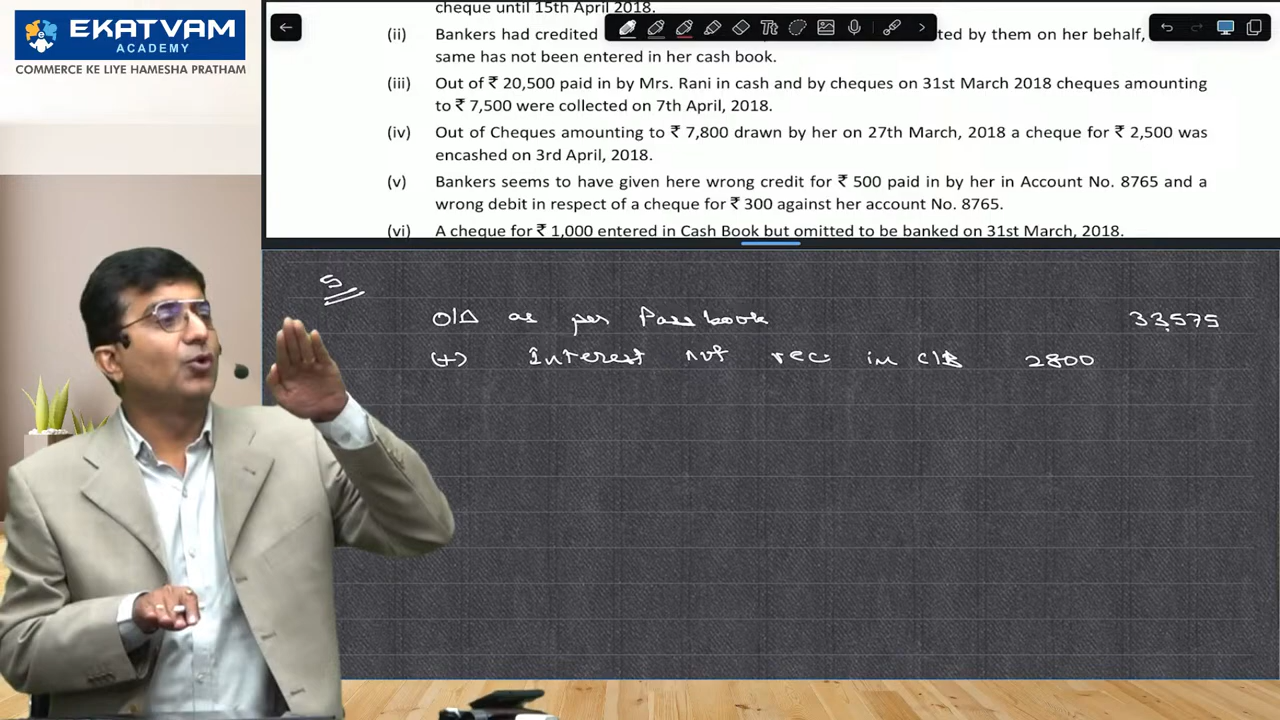 EKATVAM
ACADEMY
COMMERCE KE LIYE HAMESHA PRATHAM
cheque until 15th April 2018.
(ii) Bankers had credited ted by them on her behalf,
same has not been entered in her cash book.
(iii) Out of ₹ 20,500 paid in by Mrs. Rani in cash and by cheques on 31st March 2018 cheques amounting
to ₹ 7,500 were collected on 7th April, 2018.
(iv) Out of Cheques amounting to ₹ 7,800 drawn by her on 27th March, 2018 a cheque for ₹ 2,500 was
encashed on 3rd April, 2018.
(v) Bankers seems to have given here wrong credit for ₹ 500 paid in by her in Account No. 8765 and a
wrong debit in respect of a cheque for ₹ 300 against her account No. 8765.
(vi) A cheque for ₹ 1,000 entered in Cash Book but omitted to be banked on 31st March, 2018.
5
O/D as per Pass book 33,575
(+) Interest not rec in C/B 2800